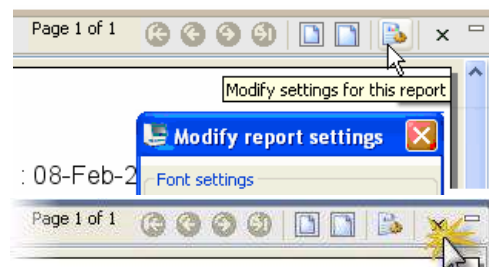 Page 1 of 1
Modify settings for this report
Modify report settings
: 08-Feb-2
Font settings
Page 1 of 1